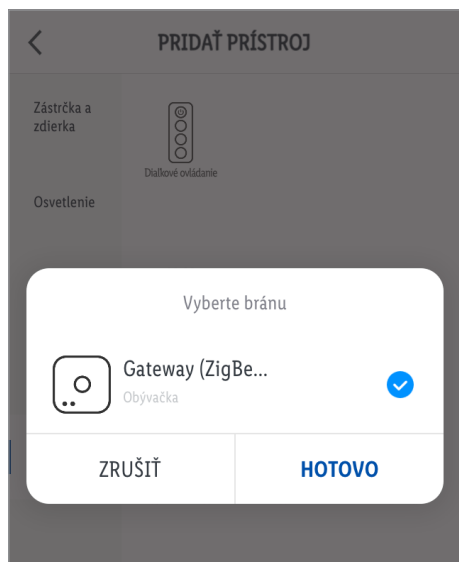 PRIDAŤ PRÍSTROJ
Zástrčka a
zdierka
Diaľkové ovládanie
Osvetlenie
Vyberte bránu
Gateway (ZigBe...
Obývačka
ZRUŠIŤ
HOTOVO